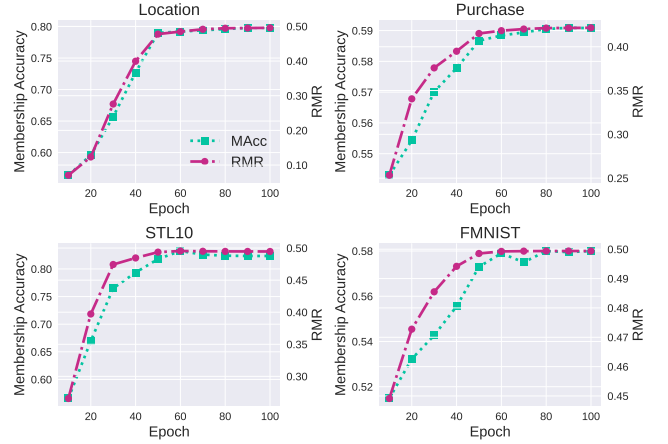 Location
Membership Accuracy
0.80
0.75
0.70
0.65
0.60
0.50
0.40
0.30
0.20
0.10
RMR
MAcc
RMR
20 40 60 80 100
Epoch
Purchase
Membership Accuracy
0.59
0.58
0.57
0.56
0.55
0.40
0.35
0.30
0.25
RMR
20 40 60 80 100
Epoch
STL10
Membership Accuracy
0.80
0.75
0.70
0.65
0.60
0.50
0.45
0.40
0.35
0.30
RMR
20 40 60 80 100
Epoch
FMNIST
Membership Accuracy
0.58
0.56
0.54
0.52
0.50
0.49
0.48
0.47
0.46
0.45
RMR
20 40 60 80 100
Epoch